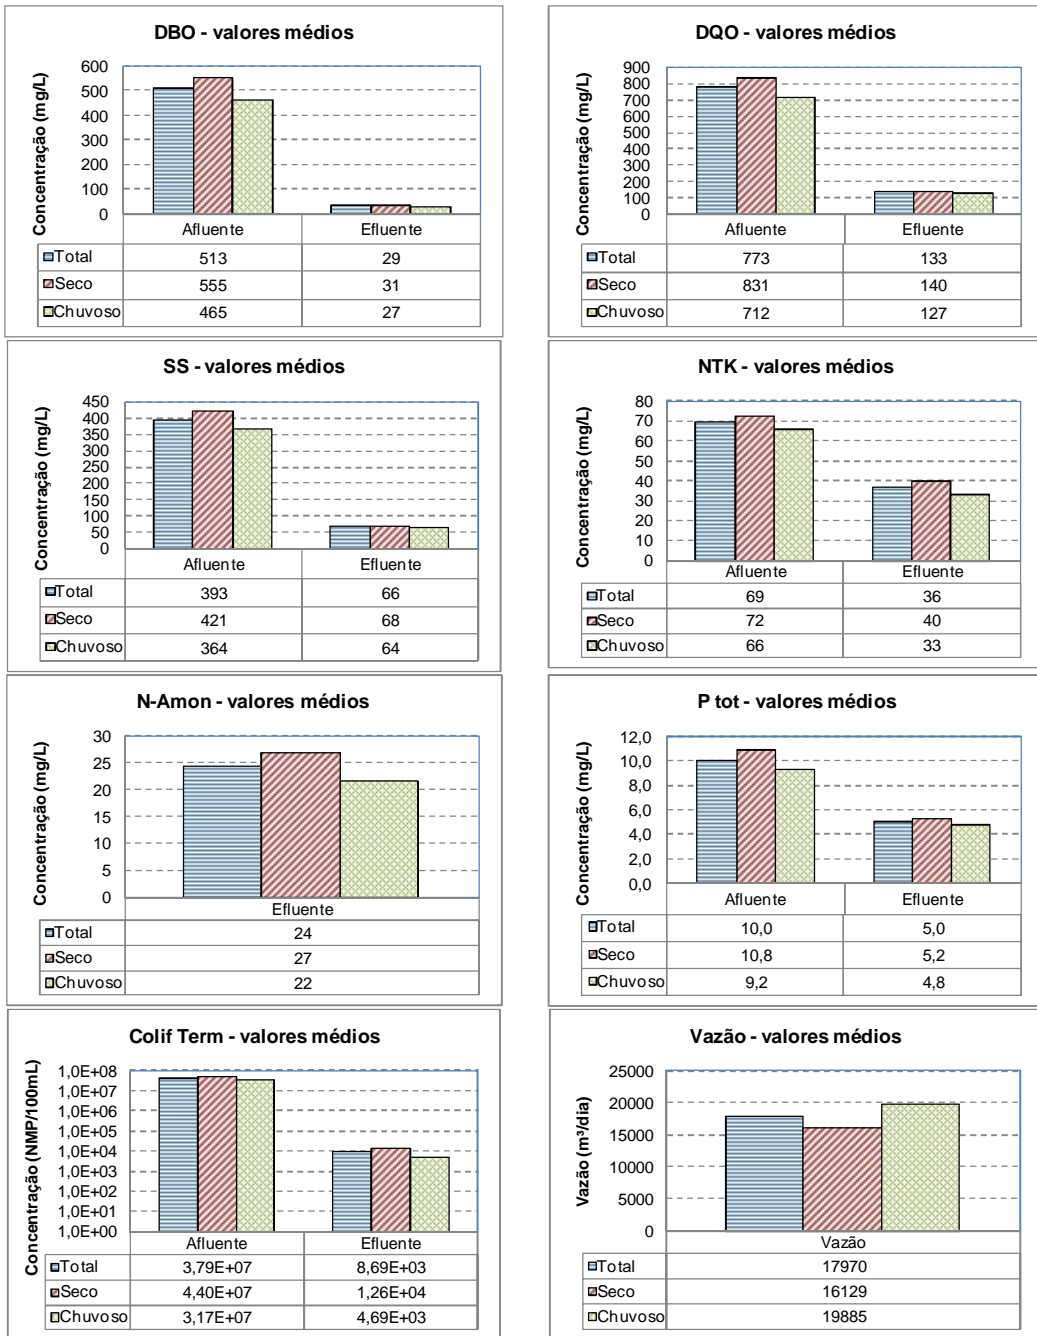 DBO - valores médios
Concentração (mg/L)
600
500
400
300
200
100
0
Afluente Efluente
Total 513 29
Seco 555 31
Chuvoso 465 27
DQO - valores médios
Concentração (mg/L)
900
800
700
600
500
400
300
200
100
0
Afluente Efluente
Total 773 133
Seco 831 140
Chuvoso 712 127
SS - valores médios
Concentração (mg/L)
450
400
350
300
250
200
150
100
50
0
Afluente Efluente
Total 393 66
Seco 421 68
Chuvoso 364 64
NTK - valores médios
Concentração (mg/L)
80
70
60
50
40
30
20
10
0
Afluente Efluente
Total 69 36
Seco 72 40
Chuvoso 66 33
N-Amon - valores médios
Concentração (mg/L)
30
25
20
15
10
5
0
Efluente
Total 24
Seco 27
Chuvoso 22
P tot - valores médios
Concentração (mg/L)
12,0
10,0
8,0
6,0
4,0
2,0
0,0
Afluente Efluente
Total 10,0 5,0
Seco 10,8 5,2
Chuvoso 9,2 4,8
Colif Term - valores médios
Concentração (NMP/100mL)
1,0E+08
1,0E+07
1,0E+06
1,0E+05
1,0E+04
1,0E+03
1,0E+02
1,0E+01
1,0E+00
Afluente Efluente
Total 3,79E+07 8,69E+03
Seco 4,40E+07 1,26E+04
Chuvoso 3,17E+07 4,69E+03
Vazão - valores médios
Vazão (m³/dia)
25000
20000
15000
10000
5000
0
Vazão
Total 17970
Seco 16129
Chuvoso 19885